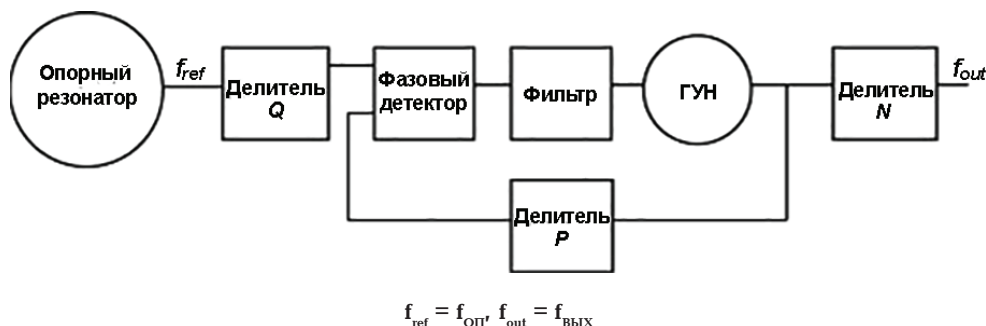 Опорный
резонатор
f_ref
Делитель
Q
Фазовый
детектор
Фильтр
ГУН
Делитель
N
f_out
Делитель
P
f_ref = f_ОП, f_out = f_ВЫХ